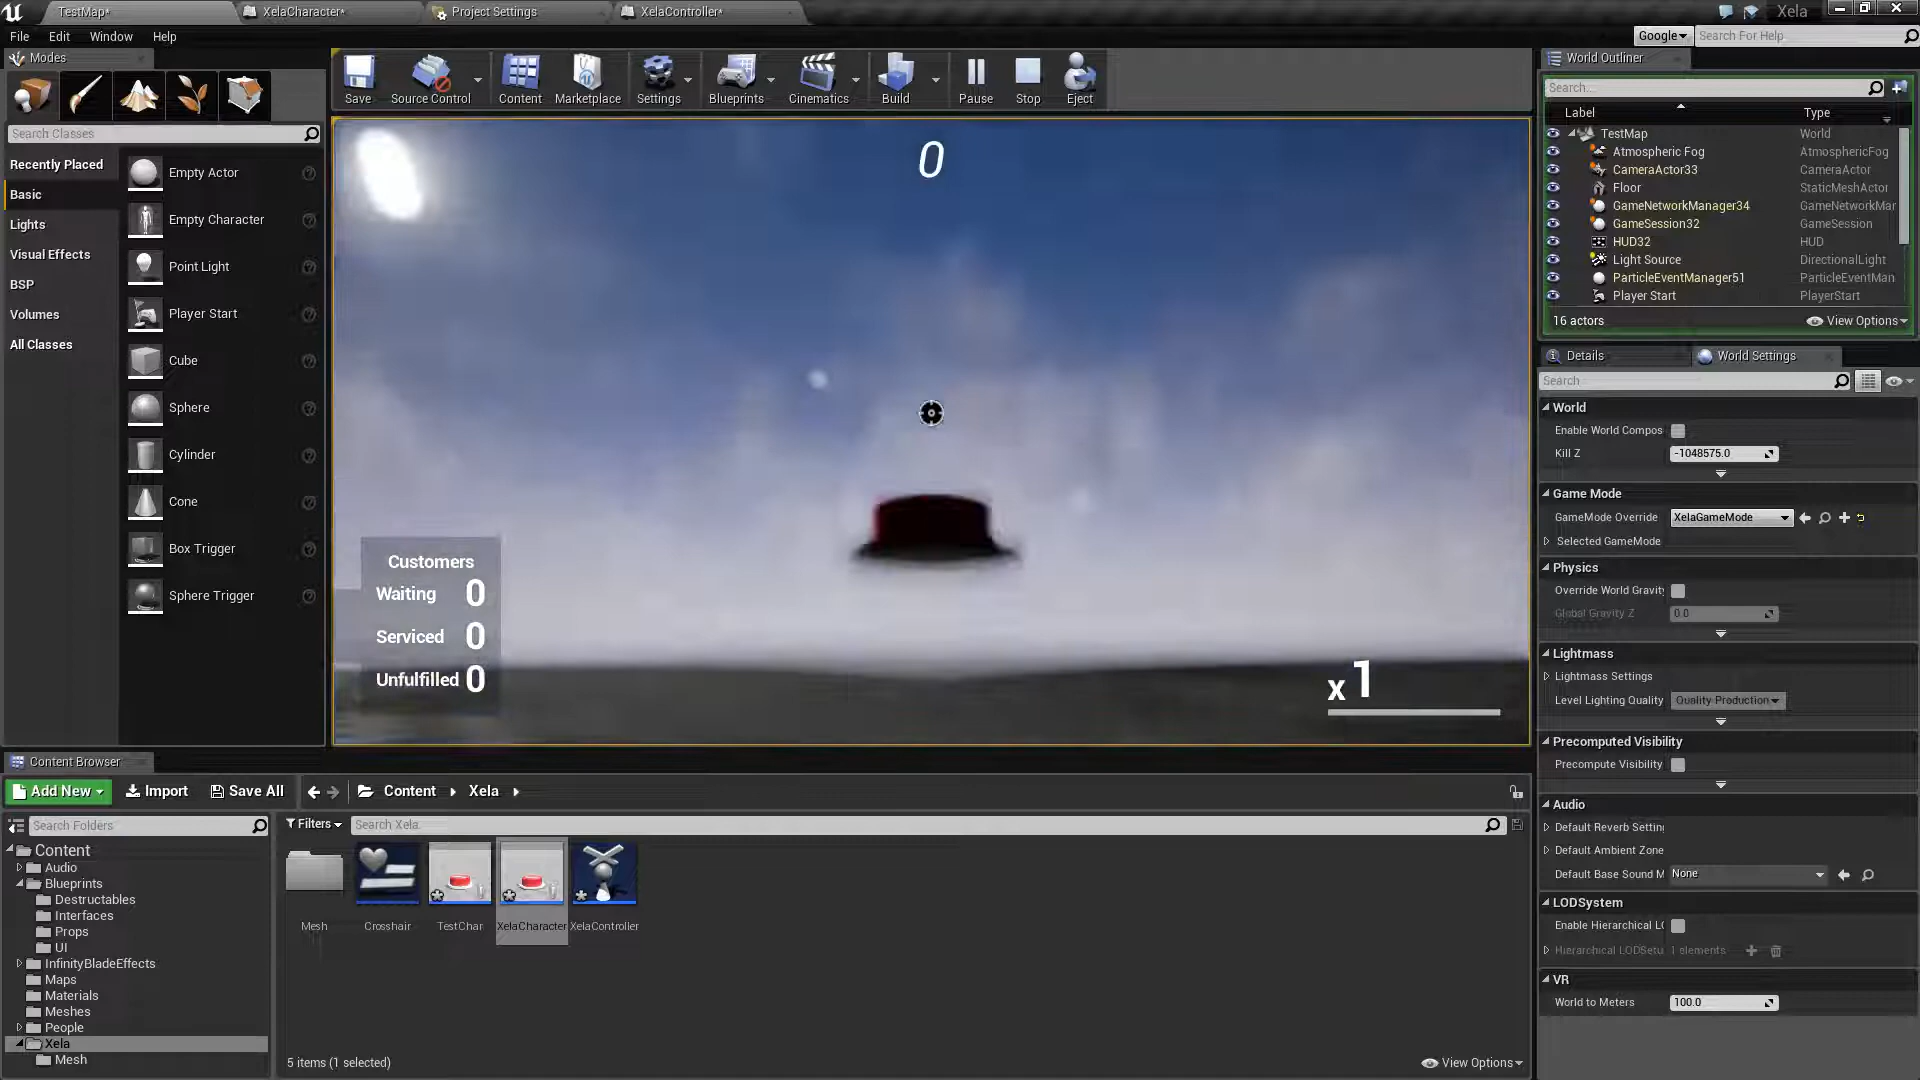 TestMap*
XelaCharacter*
Project Settings
XelaController*
Xela
File Edit Window Help
Google
Search For Help
Modes
Save
Source Control
Content
Marketplace
Settings
Blueprints
Cinematics
Build
Pause
Stop
Eject
World Outliner
Search...
Label Type
TestMap World
Atmospheric Fog AtmosphericFog
CameraActor33 CameraActor
Floor StaticMeshActor
GameNetworkManager34 GameNetworkMar
GameSession32 GameSession
HUD32 HUD
Light Source DirectionalLight
ParticleEventManager51 ParticleEventMan
Player Start PlayerStart
16 actors
View Options
Search Classes
Recently Placed
Basic
Lights
Visual Effects
BSP
Volumes
All Classes
Empty Actor
Empty Character
Point Light
Player Start
Cube
Sphere
Cylinder
Cone
Box Trigger
Sphere Trigger
0
Customers
Waiting 0
Serviced 0
Unfulfilled 0
x 1
Details
World Settings
Search
World
Enable World Compos
Kill Z -1048575.0
Game Mode
GameMode Override XelaGameMode
Selected GameMode
Physics
Override World Gravit
Global Gravity Z 0.0
Lightmass
Lightmass Settings
Level Lighting Quality Quality Production
Precomputed Visibility
Precompute Visibility
Audio
Default Reverb Setting
Default Ambient Zone
Default Base Sound M None
LODSystem
Enable Hierarchical LO
Hierarchical LODSetu 1 elements
VR
World to Meters 100.0
Content Browser
Add New
Import
Save All
Content
Xela
Search Folders
Filters
Search Xela
Content
Audio
Blueprints
Destructables
Interfaces
Props
UI
InfinityBladeEffects
Maps
Materials
Meshes
People
Xela
Mesh
Mesh
Crosshair
TestChar
XelaCharacter
XelaController
5 items (1 selected)
View Options